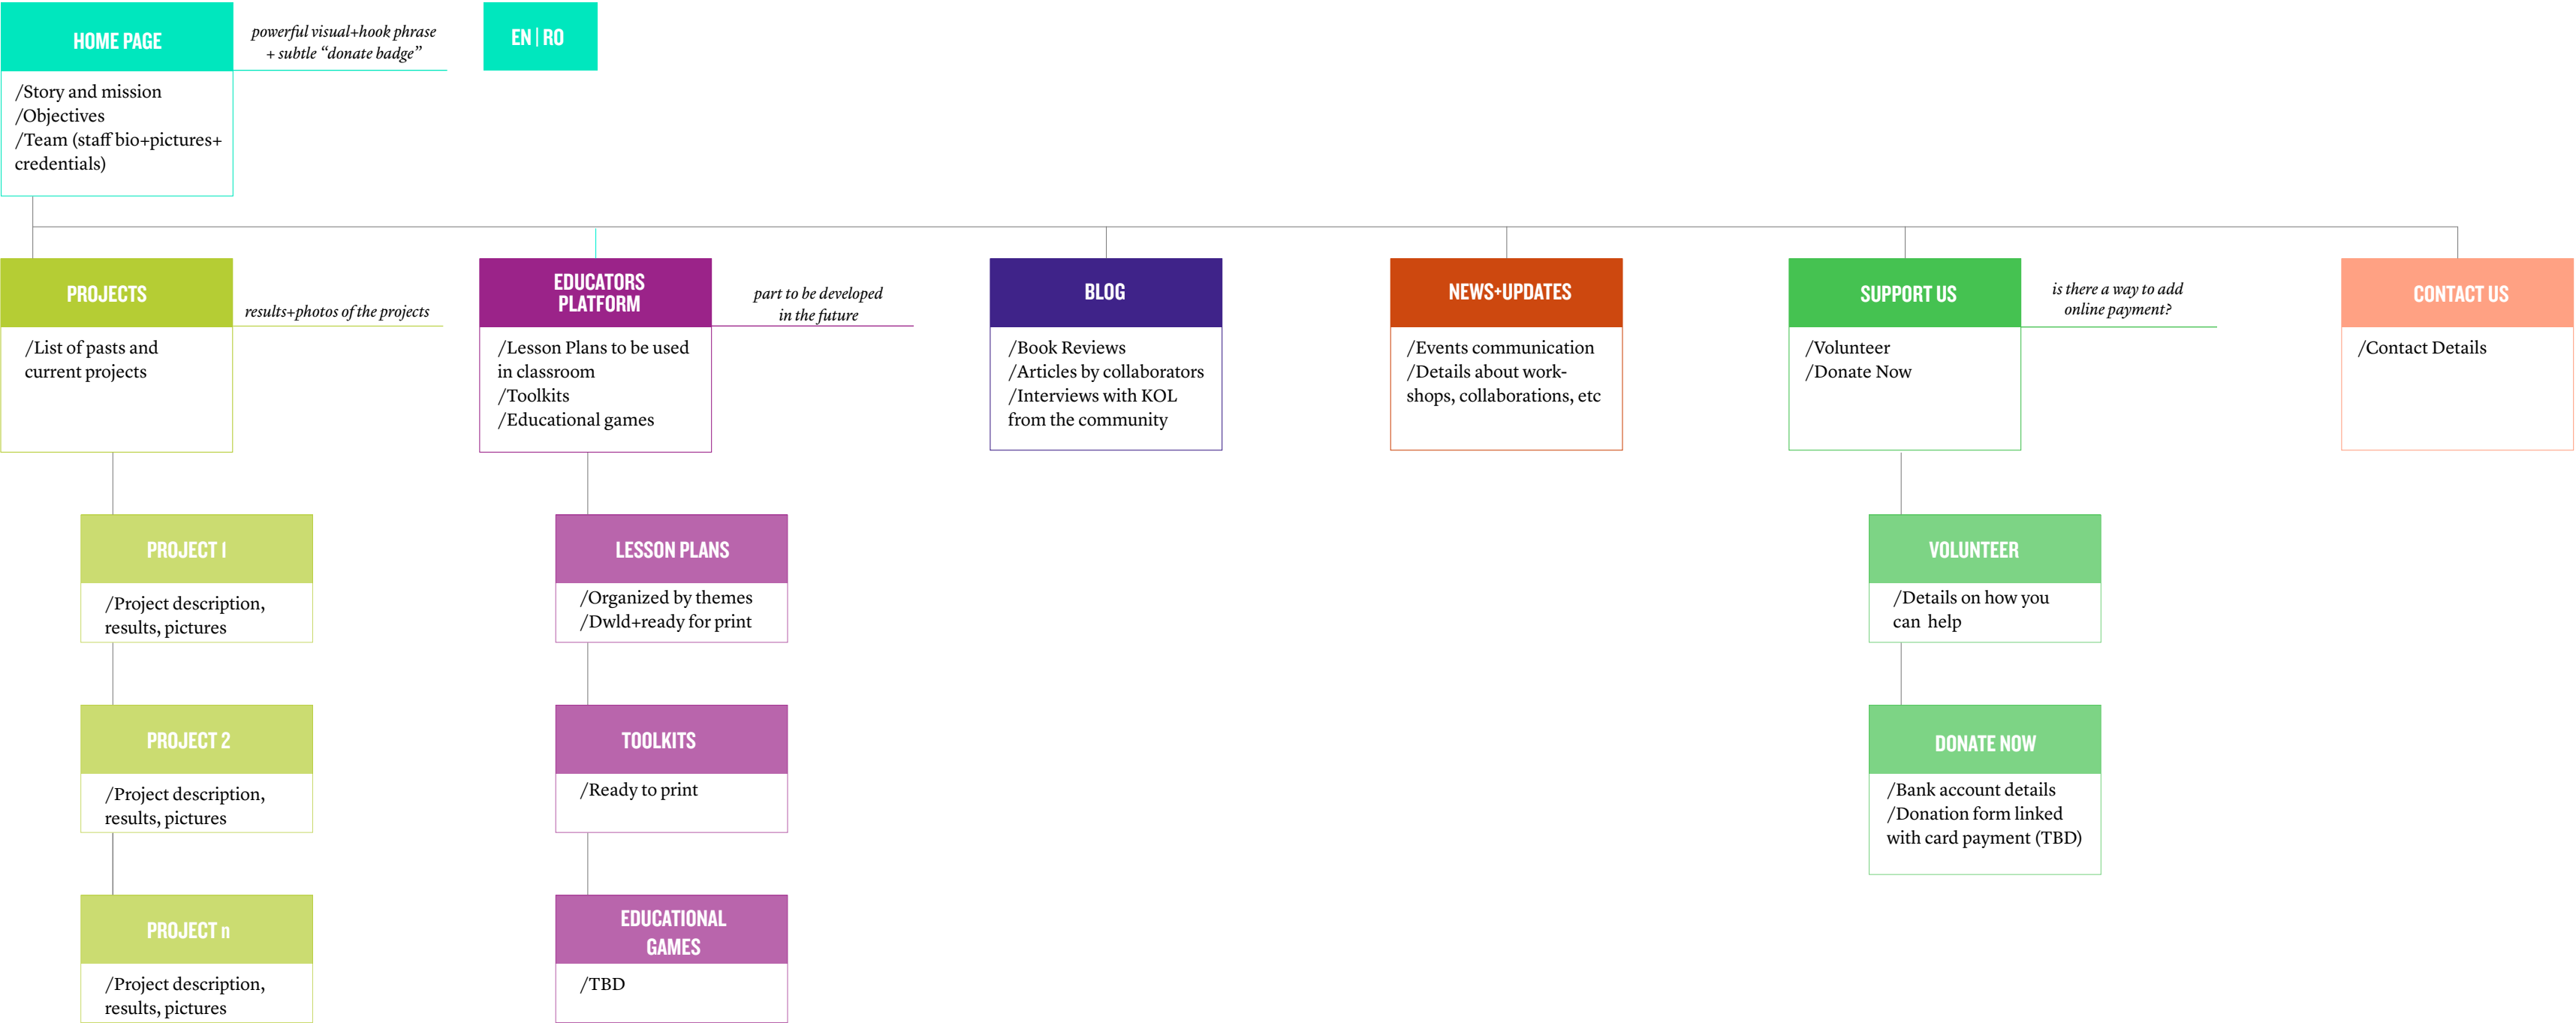 HOME PAGE
powerful visual+hook phrase
+ subtle “donate badge”
EN | RO
/Story and mission
/Objectives
/Team (staff bio+pictures+
credentials)
PROJECTS
results+photos of the projects
/List of pasts and
current projects
EDUCATORS
PLATFORM
part to be developed
in the future
/Lesson Plans to be used
in classroom
/Toolkits
/Educational games
BLOG
/Book Reviews
/Articles by collaborators
/Interviews with KOL
from the community
NEWS+UPDATES
/Events communication
/Details about work-
shops, collaborations, etc
SUPPORT US
is there a way to add
online payment?
/Volunteer
/Donate Now
CONTACT US
/Contact Details
PROJECT 1
/Project description,
results, pictures
PROJECT 2
/Project description,
results, pictures
PROJECT n
/Project description,
results, pictures
LESSON PLANS
/Organized by themes
/Dwld+ready for print
TOOLKITS
/Ready to print
EDUCATIONAL
GAMES
/TBD
VOLUNTEER
/Details on how you
can help
DONATE NOW
/Bank account details
/Donation form linked
with card payment (TBD)